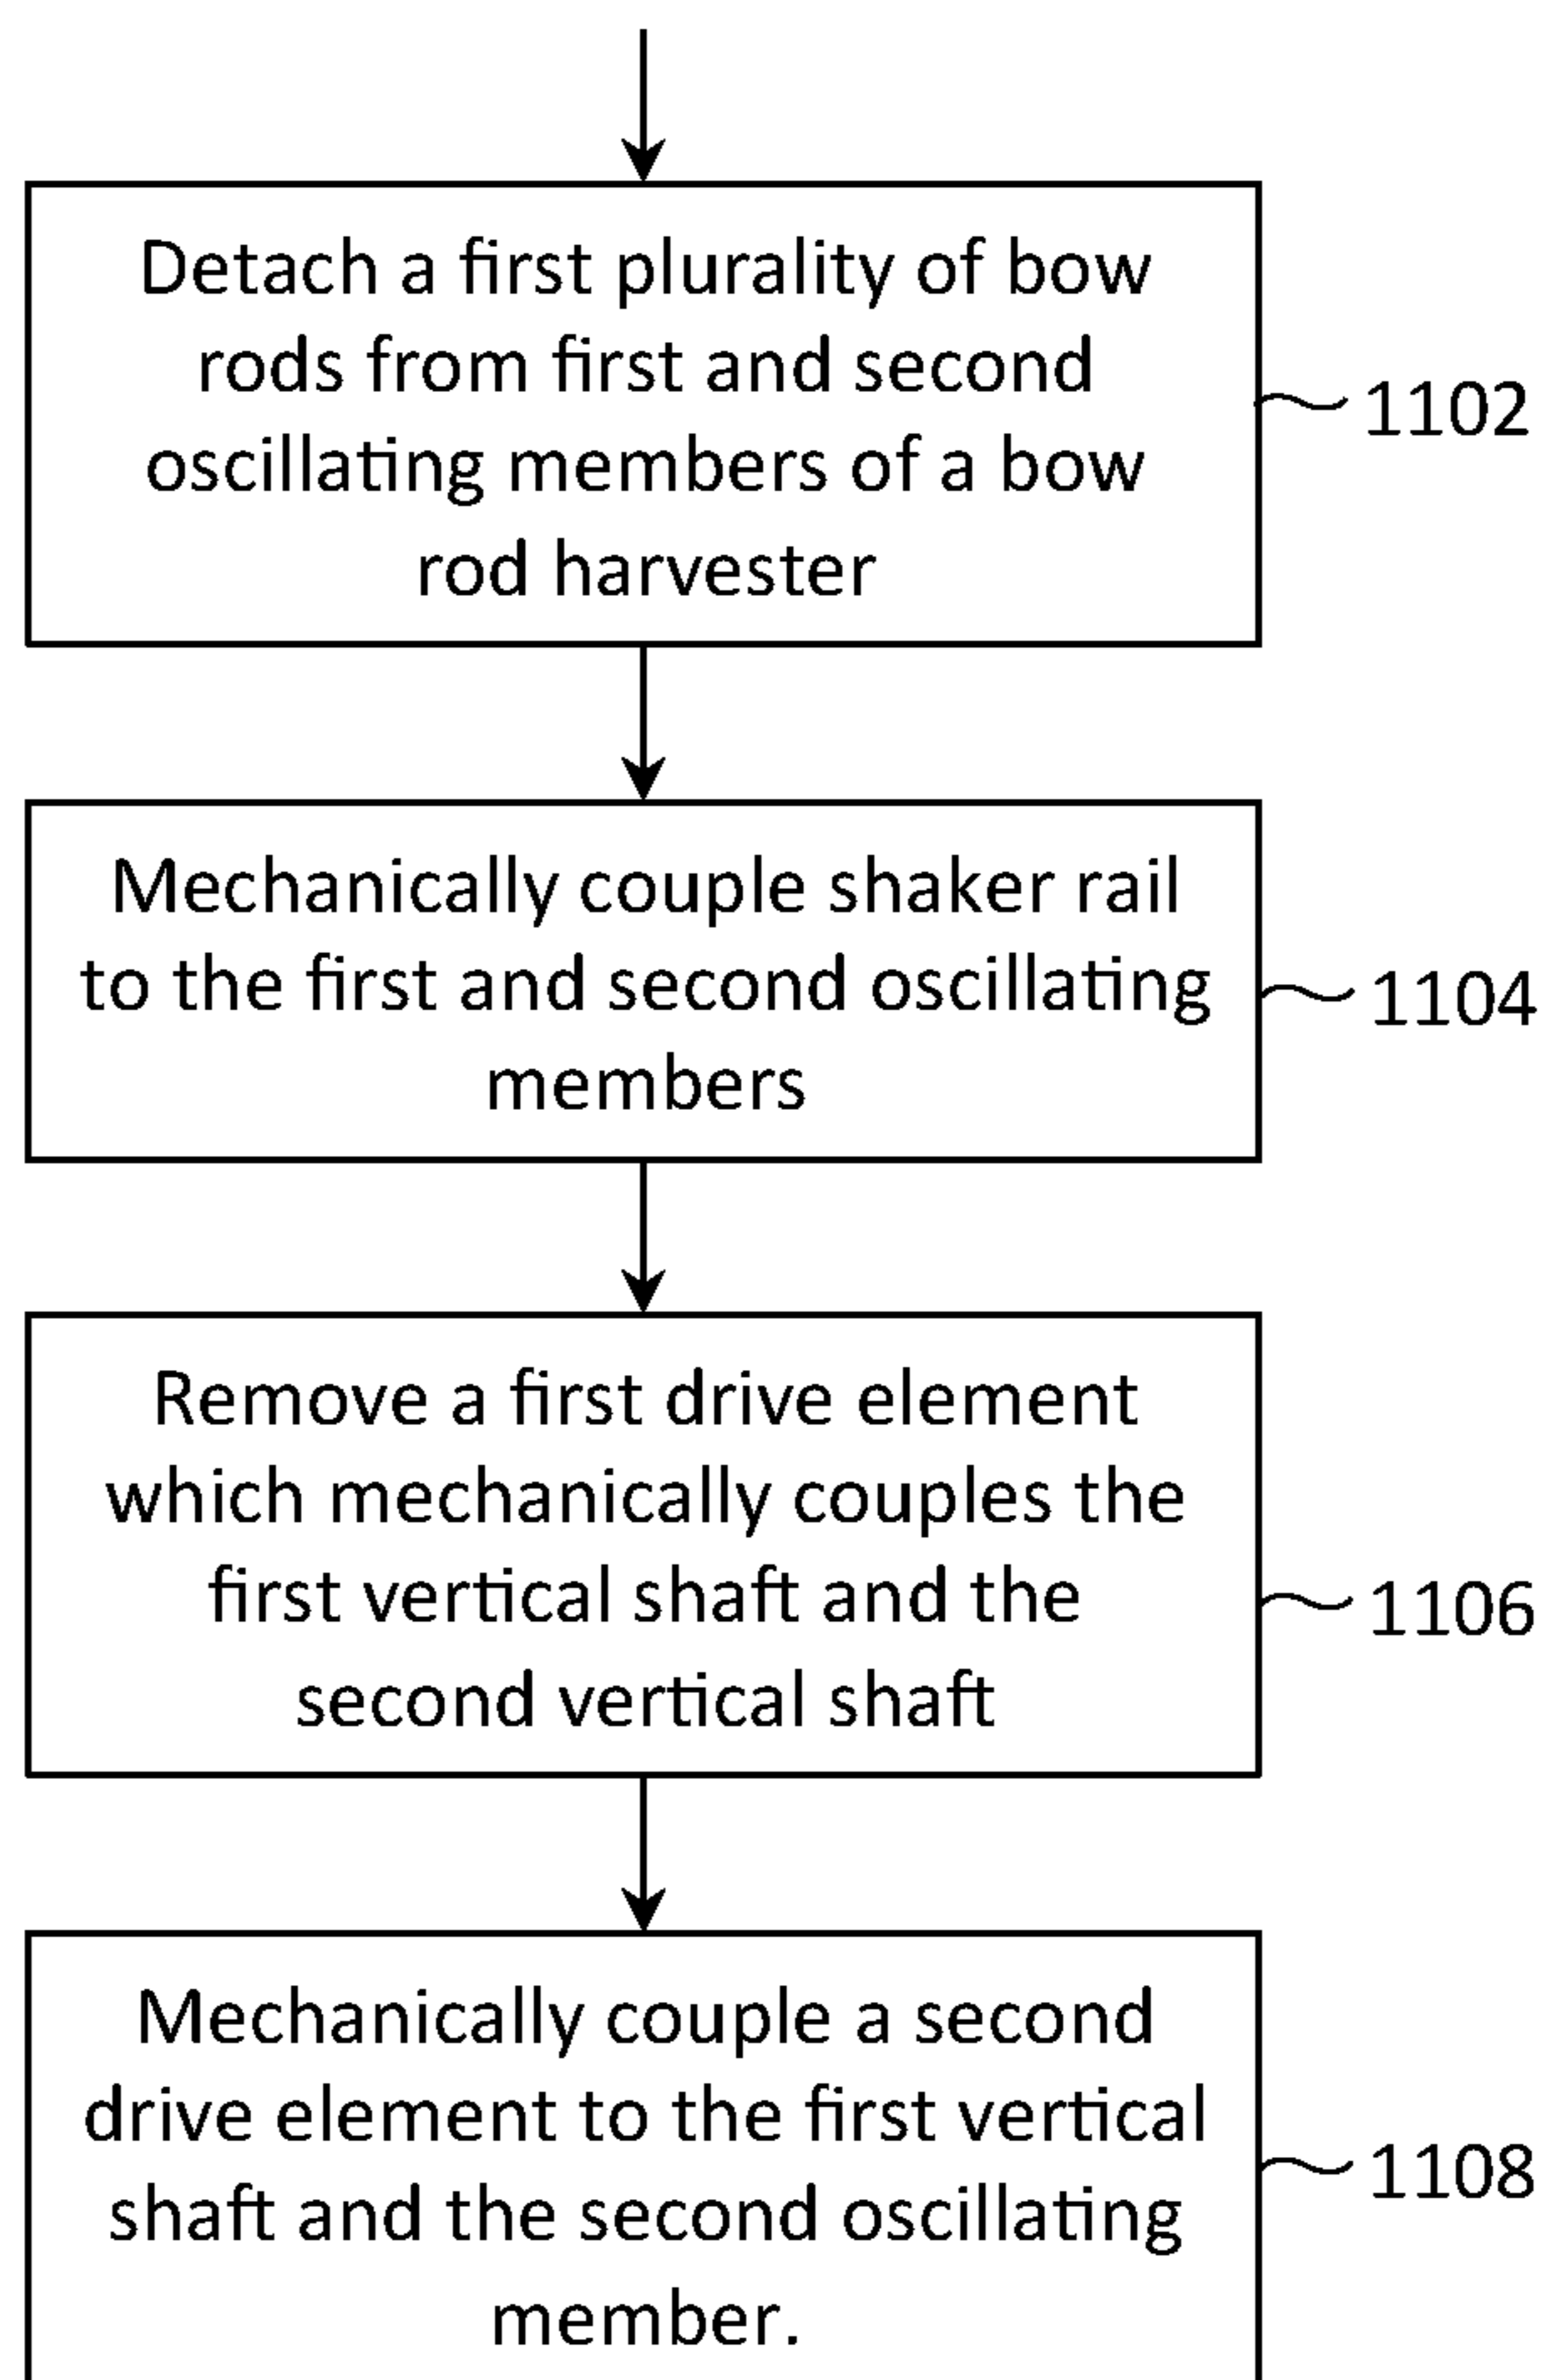 Detach a first plurality of bow
rods from first and second
oscillating members of a bow
rod harvester
1102
Mechanically couple shaker rail
to the first and second oscillating
members
1104
Remove a first drive element
which mechanically couples the
first vertical shaft and the
second vertical shaft
1106
Mechanically couple a second
drive element to the first vertical
shaft and the second oscillating
member.
1108